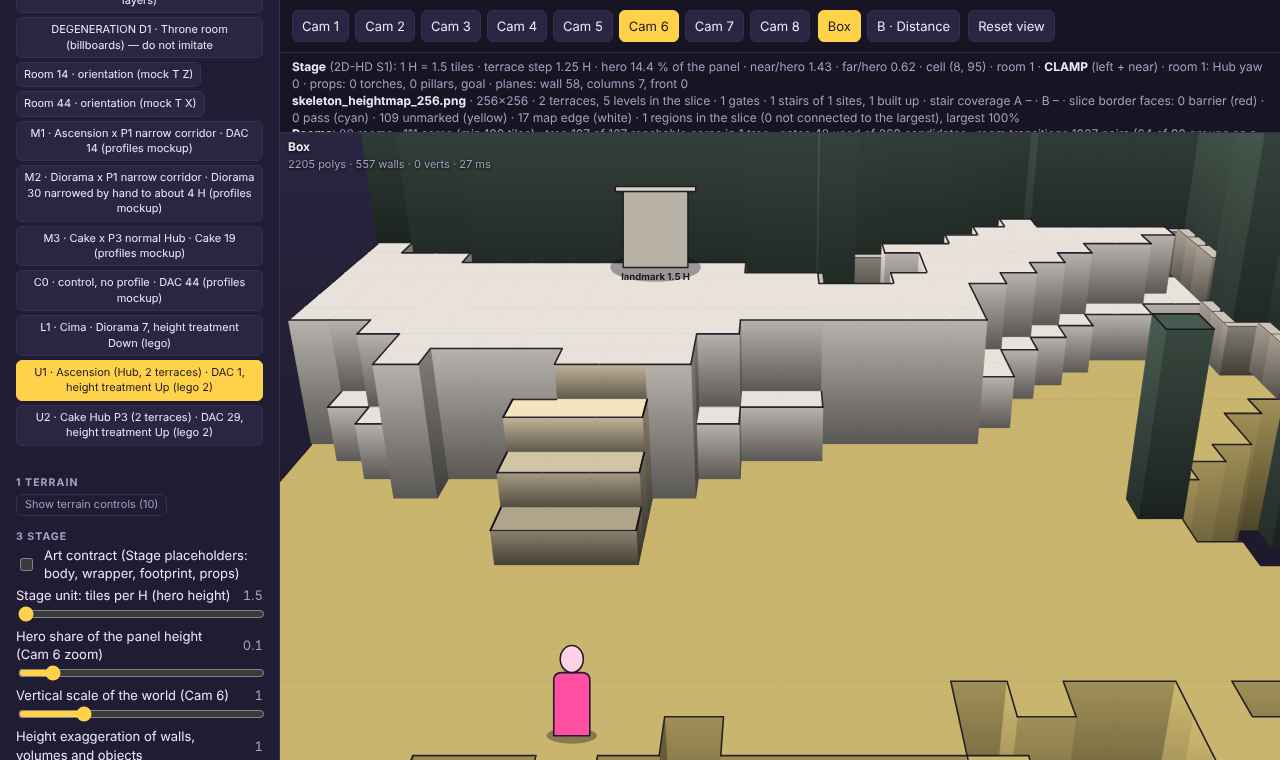 layers)
DEGENERATION D1 · Throne room
(billboards) — do not imitate
Room 14 · orientation (mock T Z)
Room 44 · orientation (mock T X)
M1 · Ascension x P1 narrow corridor · DAC
14 (profiles mockup)
M2 · Diorama x P1 narrow corridor · Diorama
30 narrowed by hand to about 4 H (profiles
mockup)
M3 · Cake x P3 normal Hub · Cake 19
(profiles mockup)
C0 · control, no profile · DAC 44 (profiles
mockup)
L1 · Cima · Diorama 7, height treatment
Down (lego)
U1 · Ascension (Hub, 2 terraces) · DAC 1,
height treatment Up (lego 2)
U2 · Cake Hub P3 (2 terraces) · DAC 29,
height treatment Up (lego 2)
1 TERRAIN
Show terrain controls (10)
3 STAGE
Art contract (Stage placeholders:
body, wrapper, footprint, props)
Stage unit: tiles per H (hero height) 1.5
Hero share of the panel height
(Cam 6 zoom) 0.1
Vertical scale of the world (Cam 6) 1
Height exaggeration of walls,
volumes and objects 1
Cam 1 Cam 2 Cam 3 Cam 4 Cam 5 Cam 6 Cam 7 Cam 8 Box B · Distance Reset view
Stage (2D-HD S1): 1 H = 1.5 tiles · terrace step 1.25 H · hero 14.4 % of the panel · near/hero 1.43 · far/hero 0.62 · cell (8, 95) · room 1 · CLAMP (left + near) · room 1: Hub yaw
0 · props: 0 torches, 0 pillars, goal · planes: wall 58, columns 7, front 0
skeleton_heightmap_256.png · 256×256 · 2 terraces, 5 levels in the slice · 1 gates · 1 stairs of 1 sites, 1 built up · stair coverage A – · B – · slice border faces: 0 barrier (red) ·
0 pass (cyan) · 109 unmarked (yellow) · 17 map edge (white) · 1 regions in the slice (0 not connected to the largest), largest 100%
Box
2205 polys · 557 walls · 0 verts · 27 ms
landmark 1.5 H